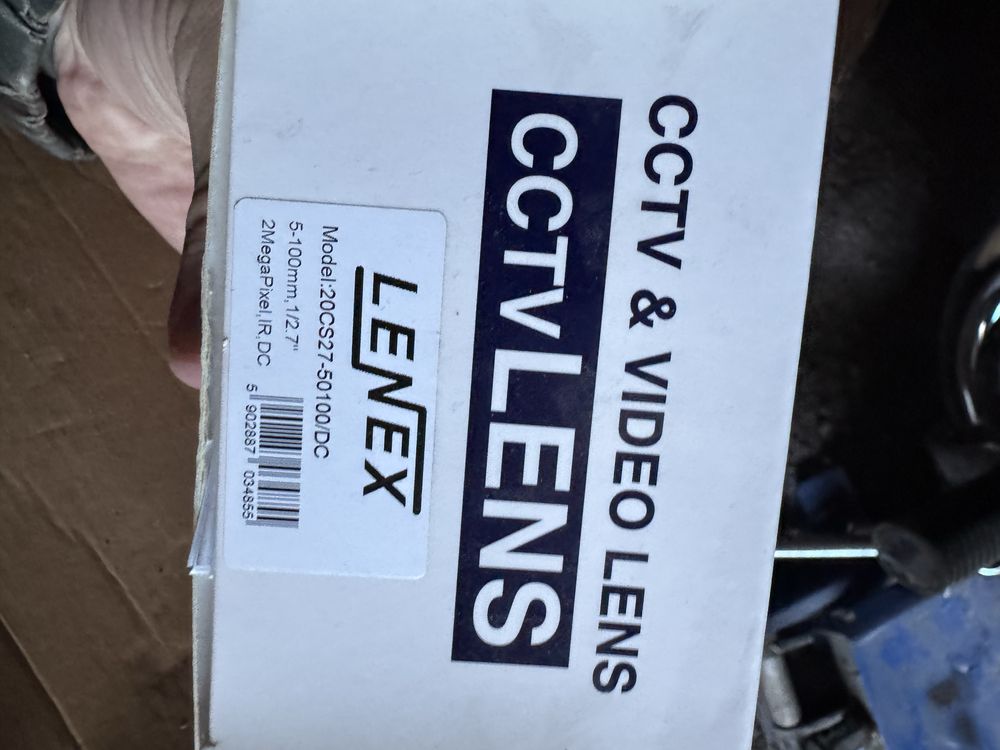 CCTV & VIDEO LENS
CCTV LENS
LENEX
Model:20CS27-50100/DC
5-100mm,1/2.7"
2MegaPixel,IR,DC
5 902887 034855